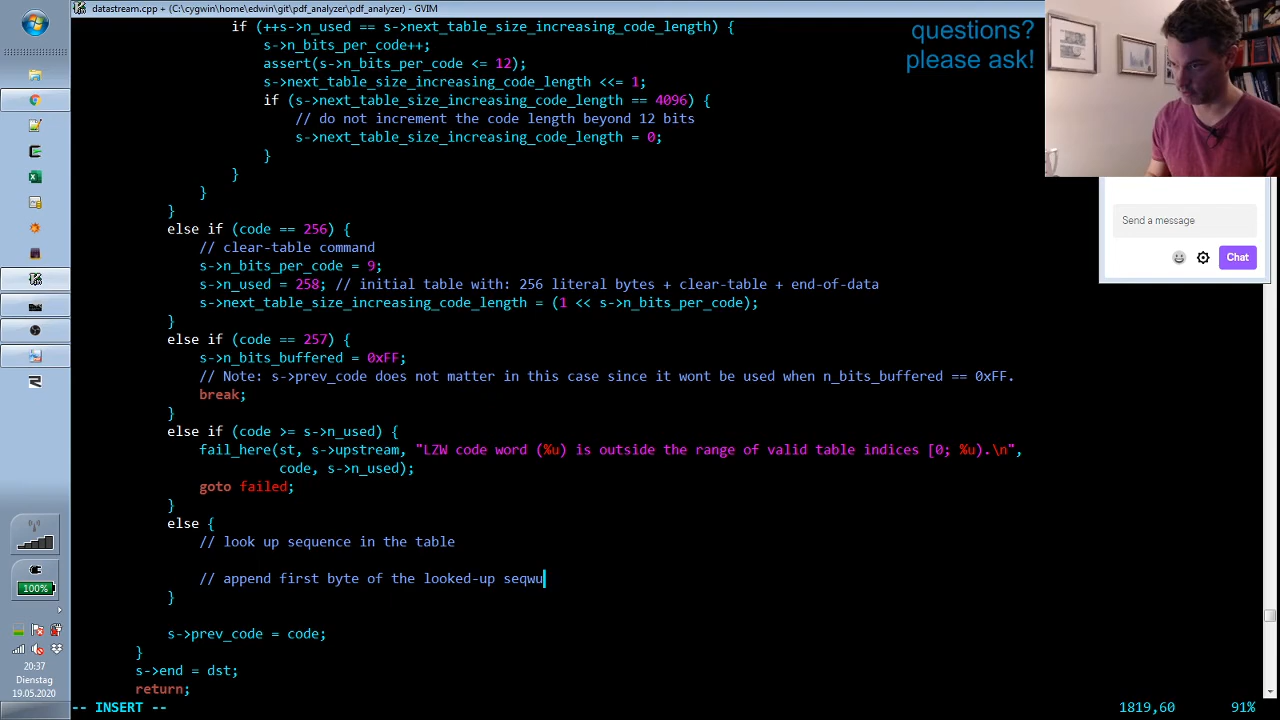 datastream.cpp + (C:\cygwin\home\edwin\git\pdf_analyzer\pdf_analyzer) - GVIM
if (++s->n_used == s->next_table_size_increasing_code_length) {
s->n_bits_per_code++;
assert(s->n_bits_per_code <= 12);
s->next_table_size_increasing_code_length <<= 1;
if (s->next_table_size_increasing_code_length == 4096) {
// do not increment the code length beyond 12 bits
s->next_table_size_increasing_code_length = 0;
}
}
}
}
else if (code == 256) {
// clear-table command
s->n_bits_per_code = 9;
s->n_used = 258; // initial table with: 256 literal bytes + clear-table + end-of-data
s->next_table_size_increasing_code_length = (1 << s->n_bits_per_code);
}
else if (code == 257) {
s->n_bits_buffered = 0xFF;
// Note: s->prev_code does not matter in this case since it wont be used when n_bits_buffered == 0xFF.
break;
}
else if (code >= s->n_used) {
fail_here(st, s->upstream, "LZW code word (%u) is outside the range of valid table indices [0; %u).\n",
code, s->n_used);
goto failed;
}
else {
// look up sequence in the table
// append first byte of the looked-up seqwu
}
s->prev_code = code;
}
s->end = dst;
return;
-- INSERT --
1819,60
91%
questions?
please ask!
Send a message
Chat
100%
20:37
Dienstag
19.05.2020